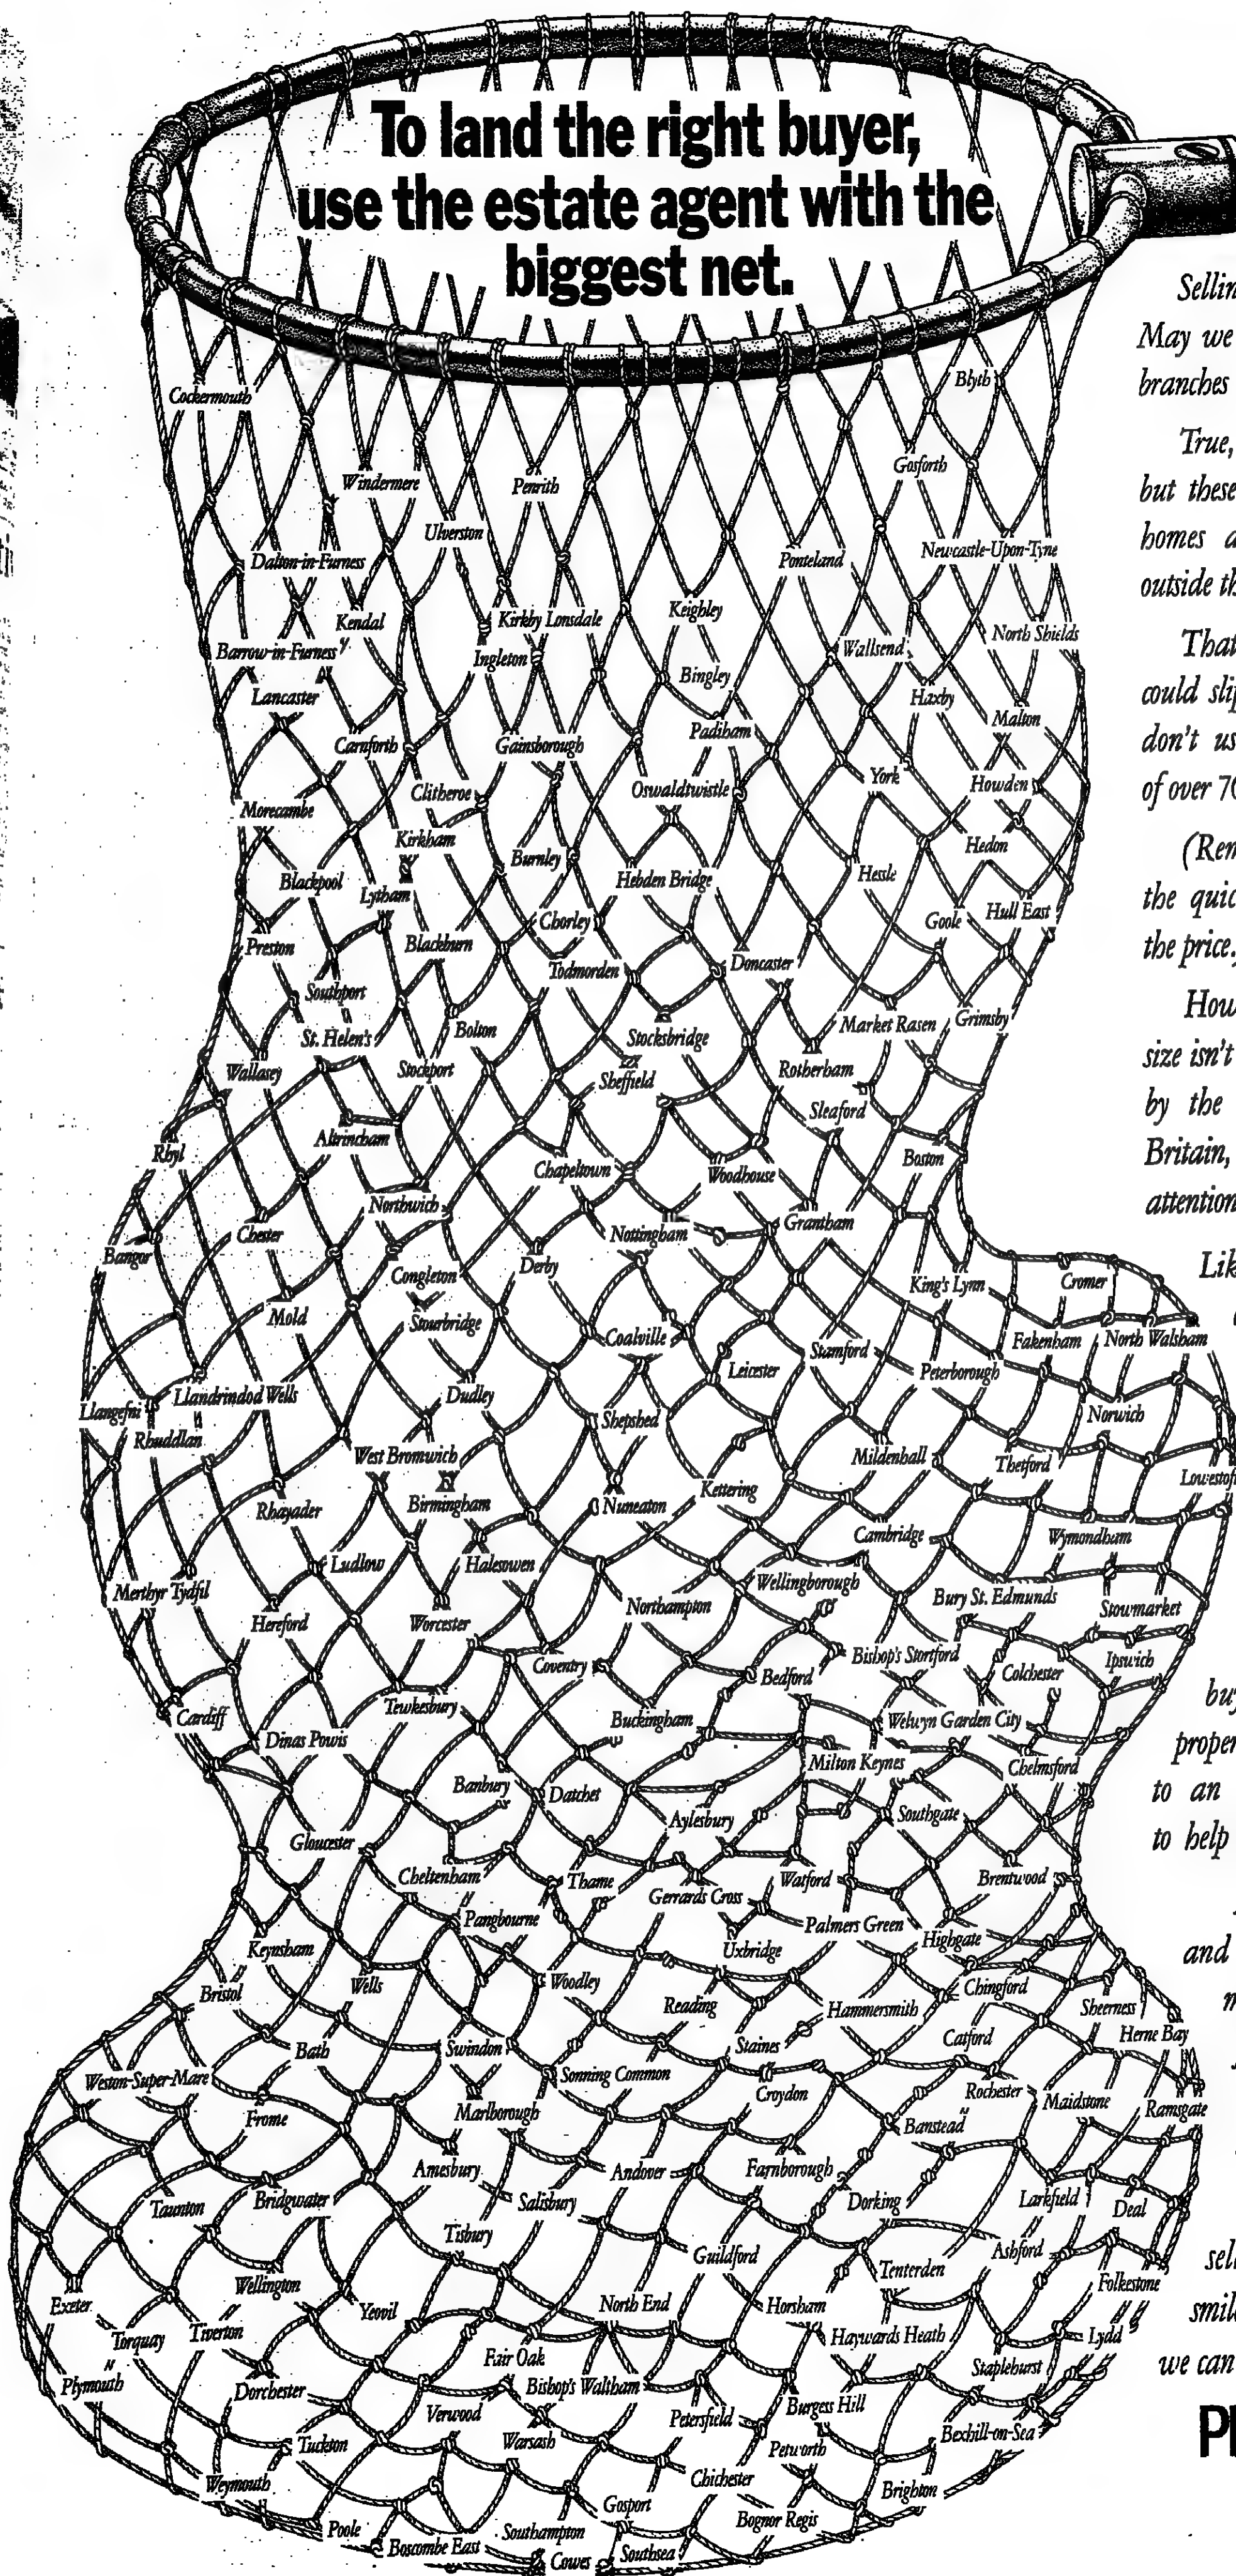 To land the right buyer,
use the estate agent with the
biggest net.
Cockermouth
Blyth
Windermere
Penrith
Gosforth
Ulverston
Dalton-in-Furness
Ponteland
Newcastle-Upon-Tyne
Kendal
Kirkby Lonsdale
Keighley
Barrow-in-Furness
Ingleton
Wallsend
North Shields
Lancaster
Bingley
Haxby
Carnforth
Gainsborough
Padiham
Malton
Morecambe
Clitheroe
Oswaldtwistle
York
Howden
Kirkham
Burnley
Hebden Bridge
Hessle
Hedon
Blackpool
Lytham
Chorley
Goole
Hull East
Preston
Blackburn
Todmorden
Doncaster
Southport
Bolton
Stocksbridge
Market Rasen
Grimsby
St. Helen's
Wallasey
Stockport
Sheffield
Rotherham
Sleaford
Rhyl
Altrincham
Chapeltown
Woodhouse
Boston
Northwich
Chester
Nottingham
Grantham
Bangor
Congleton
Derby
King's Lynn
Cromer
Mold
Stourbridge
Coalville
Stamford
Fakenham
North Walsham
Llangefni
Llandrindod Wells
Dudley
Leicester
Peterborough
Rhuddlan
Shepshed
Norwich
West Bromwich
Mildenhall
Thetford
Lowestof
Rhayader
Birmingham
Nuneaton
Kettering
Ludlow
Halesowen
Cambridge
Wymondham
Merthyr Tydfil
Wellingborough
Bury St. Edmunds
Stowmarket
Hereford
Worcester
Northampton
Coventry
Bedford
Bishop's Stortford
Colchester
Ipswich
Cardiff
Tewkesbury
Buckingham
Welwyn Garden City
Dinas Powis
Milton Keynes
Chelmsford
Banbury
Datchet
Aylesbury
Southgate
Gloucester
Cheltenham
Thame
Gerrards Cross
Watford
Brentwood
Pangbourne
Palmers Green
Keynsham
Uxbridge
Highgate
Bristol
Wells
Woodley
Reading
Hammersmith
Chingford
Sheerness
Bath
Swindon
Staines
Catford
Herne Bay
Weston-Super-Mare
Sonning Common
Croydon
Rochester
Maidstone
Ramsgate
Frome
Marlborough
Banstead
Amesbury
Andover
Farnborough
Taunton
Bridgwater
Salisbury
Dorking
Larkfield
Deal
Tisbury
Guildford
Ashford
Wellington
Tenterden
Folkestone
Exeter
Yeovil
North End
Horsham
Torquay
Tiverton
Fair Oak
Haywards Heath
Lydd
Plymouth
Dorchester
Bishop's Waltham
Staplehurst
Verwood
Petersfield
Burgess Hill
Tuckton
Warsash
Petworth
Bexhill-on-Sea
Weymouth
Chichester
Brighton
Poole
Gosport
Bognor Regis
Boscombe East
Southampton
Cowes
Southsea
Sellin
May we
branches
True,
but these
homes a
outside th
That
could slip
don't us
of over 70
(Rem
the quic
the price.
How
size isn't
by the
Britain,
attention
Lik
buy
proper
to an
to help
and
m
sell
smil
we can